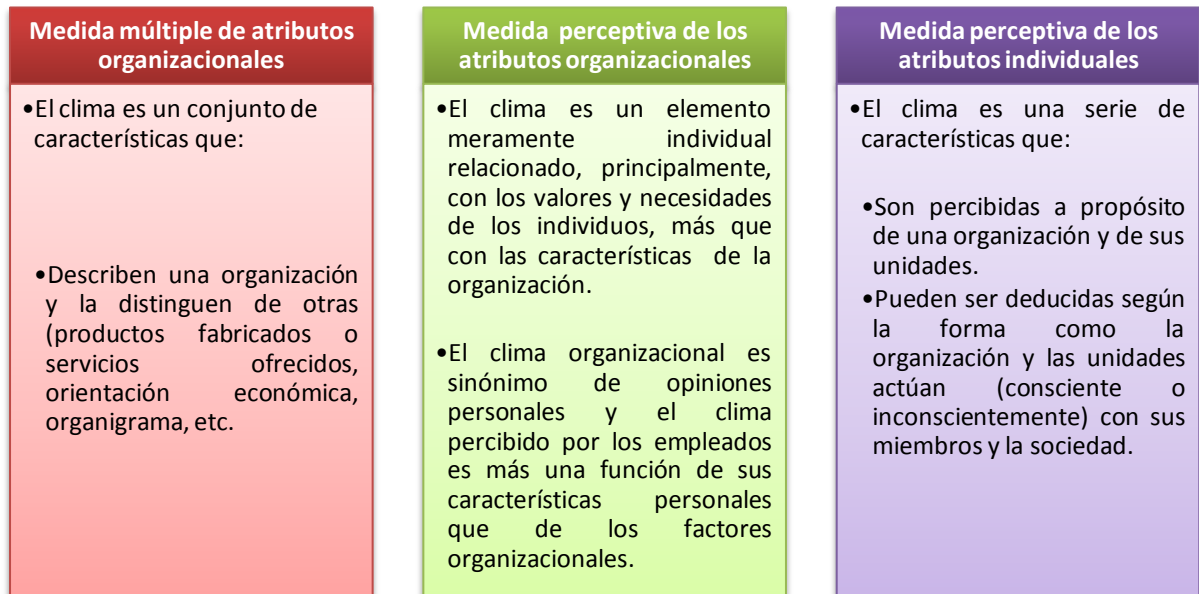 Medida múltiple de atributos
organizacionales
•El clima es un conjunto de
características que:
•Describen una organización
y la distinguen de otras
(productos fabricados o
servicios ofrecidos,
orientación económica,
organigrama, etc.
Medida perceptiva de los
atributos organizacionales
•El clima es un elemento
meramente individual
relacionado, principalmente,
con los valores y necesidades
de los individuos, más que
con las características de la
organización.
•El clima organizacional es
sinónimo de opiniones
personales y el clima
percibido por los empleados
es más una función de sus
características personales
que de los factores
organizacionales.
Medida perceptiva de los
atributos individuales
•El clima es una serie de
características que:
•Son percibidas a propósito
de una organización y de sus
unidades.
•Pueden ser deducidas según
la forma como la
organización y las unidades
actúan (consciente o
inconscientemente) con sus
miembros y la sociedad.